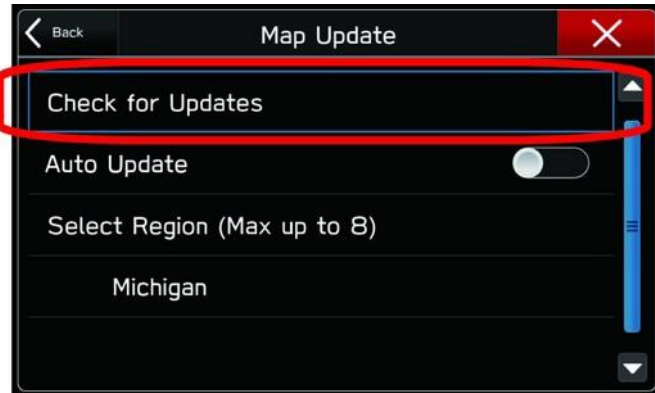 Back
Map Update
Check for Updates
Auto Update
Select Region (Max up to 8)
Michigan